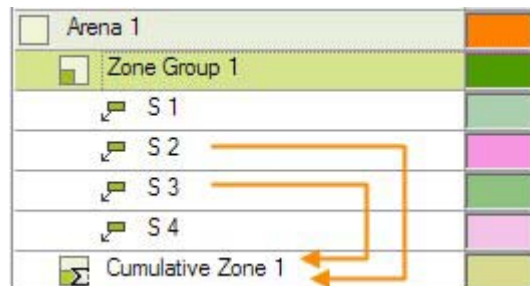 Arena 1
Zone Group 1
S 1
S 2
S 3
S 4
Cumulative Zone 1